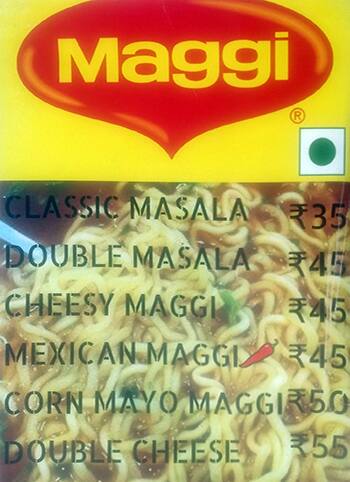 Maggi
®
CLASSIC MASALA ₹35
DOUBLE MASALA ₹45
CHEESY MAGGI ₹45
MEXICAN MAGGI ₹45
CORN MAYO MAGGI ₹50
DOUBLE CHEESE ₹55